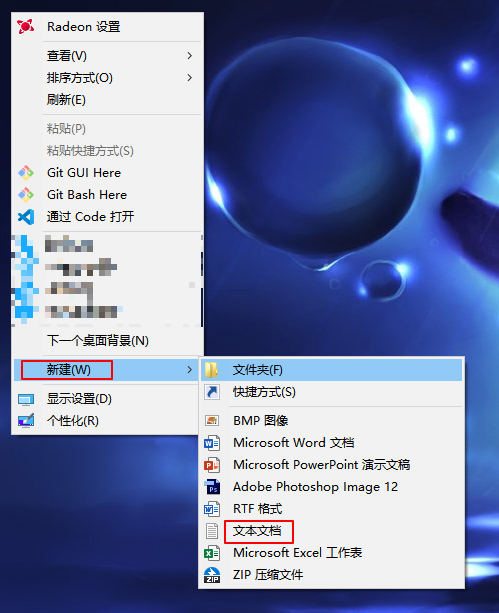 Radeon 设置
查看(V)
排序方式(O)
刷新(E)
粘贴(P)
粘贴快捷方式(S)
Git GUI Here
Git Bash Here
通过 Code 打开
下一个桌面背景(N)
新建(W)
显示设置(D)
个性化(R)
文件夹(F)
快捷方式(S)
BMP 图像
Microsoft Word 文档
Microsoft PowerPoint 演示文稿
Adobe Photoshop Image 12
RTF 格式
文本文档
Microsoft Excel 工作表
ZIP 压缩文件